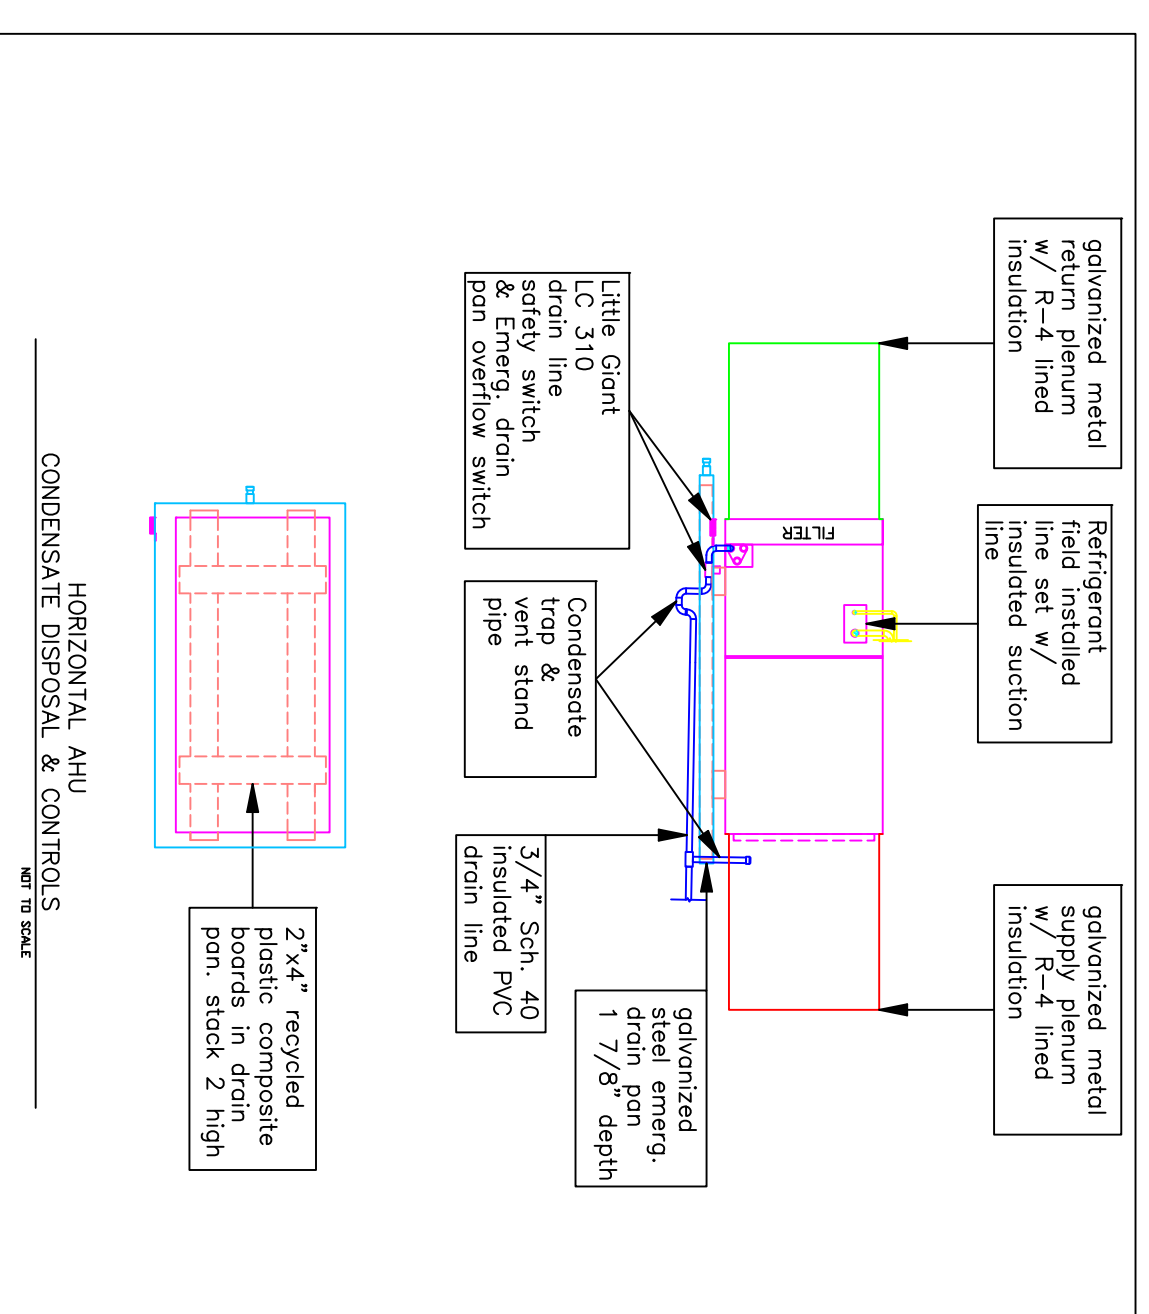 galvanized metal
return plenum
w/ R-4 lined
insulation
Refrigerant
field installed
line set w/
insulated suction
line
galvanized metal
supply plenum
w/ R-4 lined
insulation
FILTER
Little Giant
LC 310
drain line
safety switch
& Emerg. drain
pan overflow switch
Condensate
trap &
vent stand
pipe
3/4" Sch. 40
insulated PVC
drain line
galvanized
steel emerg.
drain pan
1 7/8" depth
2"x4" recycled
plastic composite
boards in drain
pan. stack 2 high
HORIZONTAL AHU
CONDENSATE DISPOSAL & CONTROLS
NOT TO SCALE